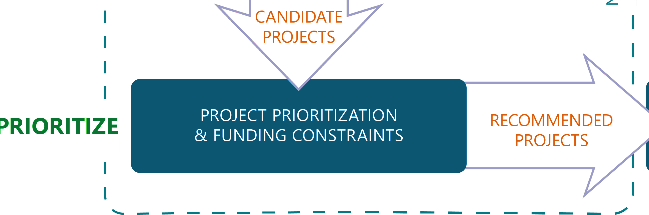 CANDIDATE
PROJECTS
PRIORITIZE
PROJECT PRIORITIZATION
& FUNDING CONSTRAINTS
RECOMMENDED
PROJECTS